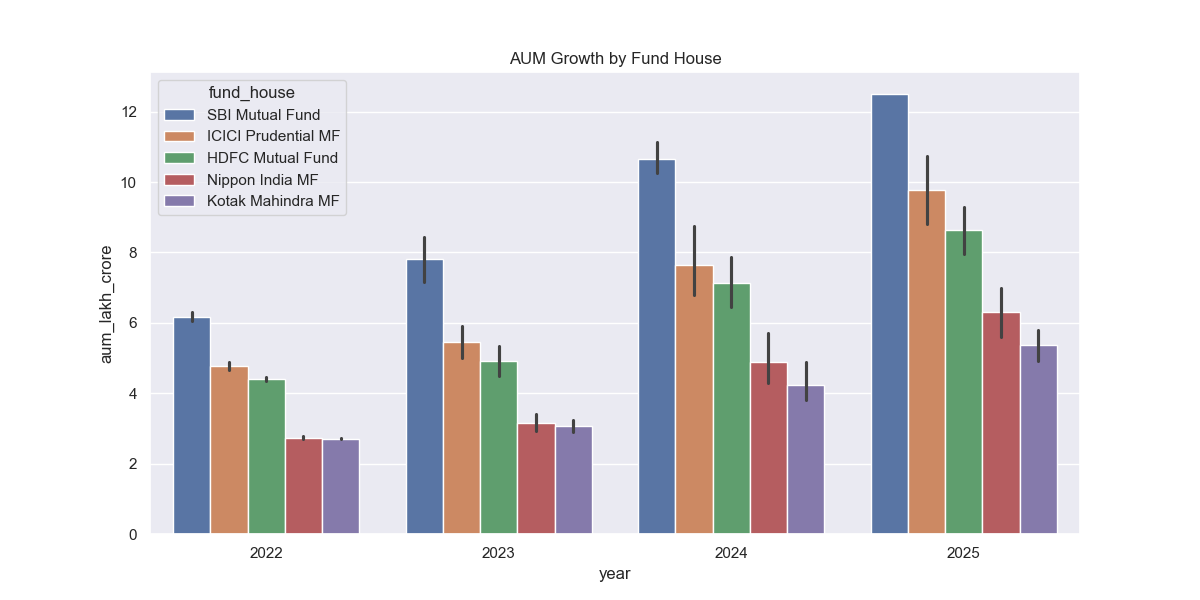 AUM Growth by Fund House
fund_house
SBI Mutual Fund
ICICI Prudential MF
HDFC Mutual Fund
Nippon India MF
Kotak Mahindra MF
aum_lakh_crore
12
10
8
6
4
2
0
2022
2023
2024
2025
year